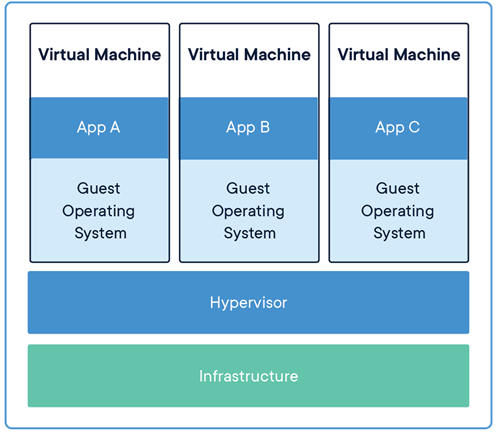 Virtual Machine
App A
Guest
Operating
System
Virtual Machine
App B
Guest
Operating
System
Virtual Machine
App C
Guest
Operating
System
Hypervisor
Infrastructure